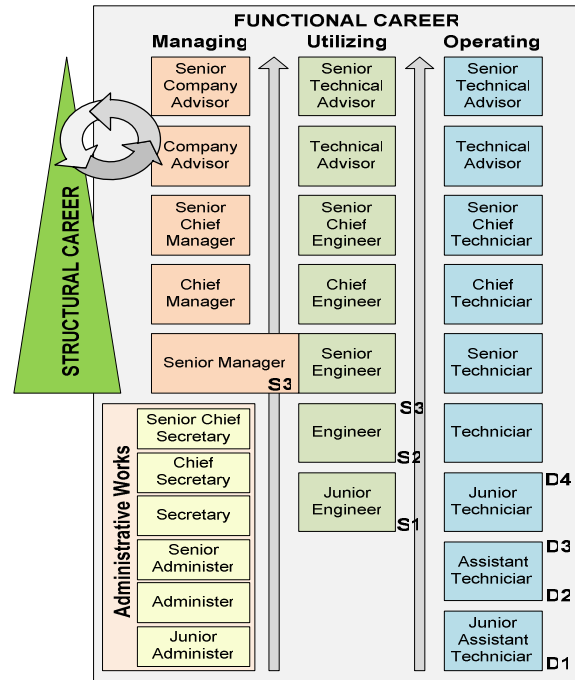 FUNCTIONAL CAREER
Managing
Utilizing
Operating
STRUCTURAL CAREER
Senior
Company
Advisor
Company
Advisor
Senior
Chief
Manager
Chief
Manager
Senior Manager
S3
Administrative Works
Senior Chief
Secretary
Chief
Secretary
Secretary
Senior
Administer
Administer
Junior
Administer
Senior
Technical
Advisor
Technical
Advisor
Senior
Chief
Engineer
Chief
Engineer
Senior
Engineer
S3
Engineer
S2
Junior
Engineer
S1
Senior
Technical
Advisor
Technical
Advisor
Senior
Chief
Techniciar
Chief
Techniciar
Senior
Techniciar
Techniciar
D4
Junior
Techniciar
D3
Assistant
Techniciar
D2
Junior
Assistant
Techniciar
D1